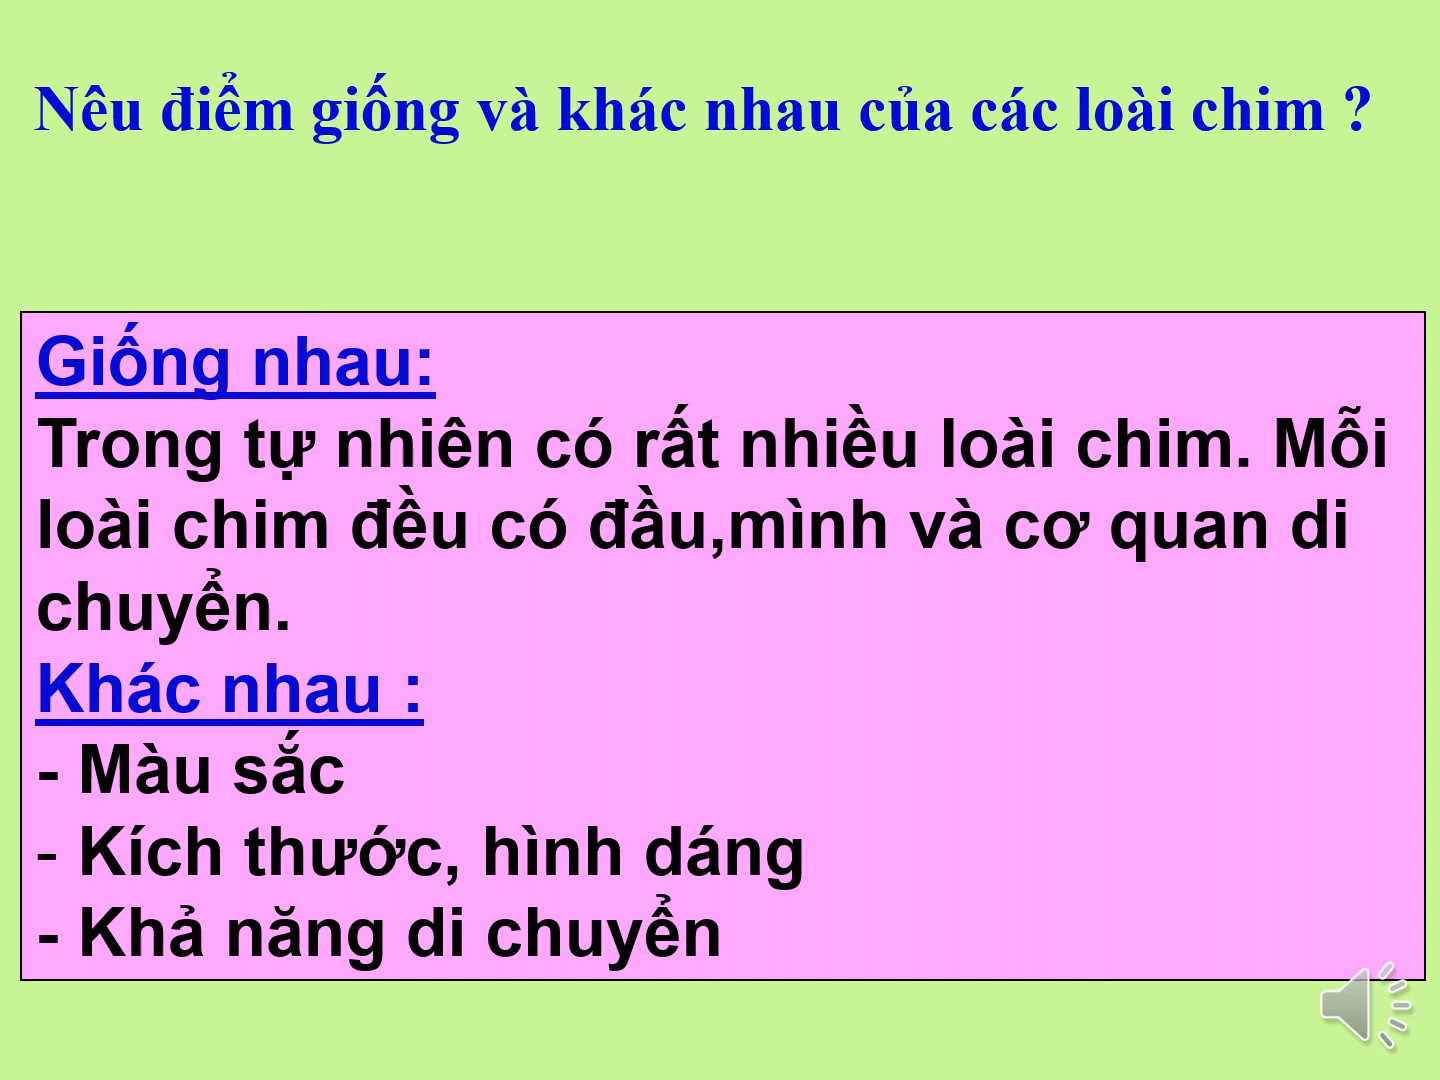 Nêu điểm giống và khác nhau của các loài chim ?
Giống nhau:
Trong tự nhiên có rất nhiều loài chim. Mỗi
loài chim đều có đầu,mình và cơ quan di
chuyển.
Khác nhau :
- Màu sắc
- Kích thước, hình dáng
- Khả năng di chuyển